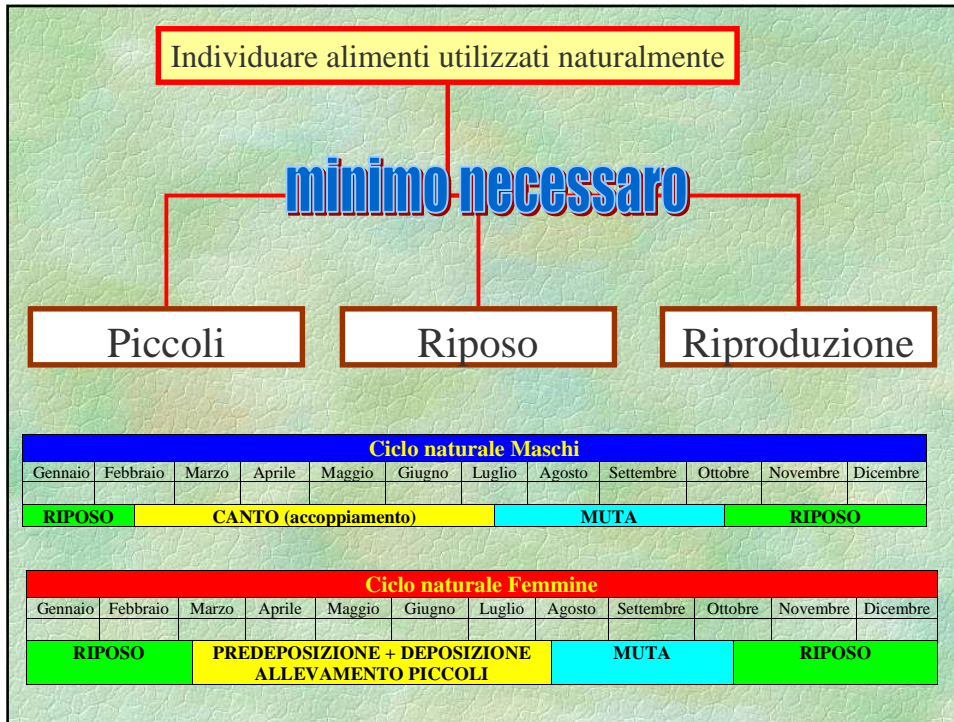 Individuare alimenti utilizzati naturalmente
minimo necessaro
Piccoli Riposo Riproduzione
Ciclo naturale Maschi
Gennaio Febbraio Marzo Aprile Maggio Giugno Luglio Agosto Settembre Ottobre Novembre Dicembre
RIPOSO CANTO (accoppiamento) MUTA RIPOSO
Ciclo naturale Femmine
Gennaio Febbraio Marzo Aprile Maggio Giugno Luglio Agosto Settembre Ottobre Novembre Dicembre
RIPOSO PREDEPOSIZIONE + DEPOSIZIONE MUTA RIPOSO
ALLEVAMENTO PICCOLI